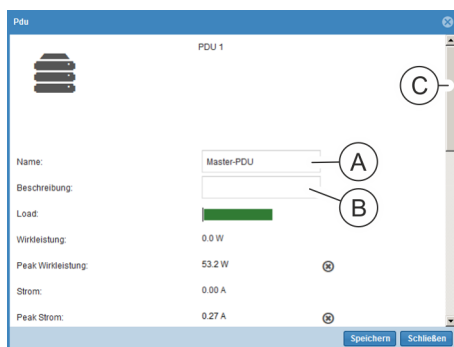 Pdu
PDU 1
C
Name: Master-PDU A
Beschreibung: B
Load:
Wirkleistung: 0.0 W
Peak Wirkleistung: 53.2 W
Strom: 0.00 A
Peak Strom: 0.27 A
Speichern Schließen